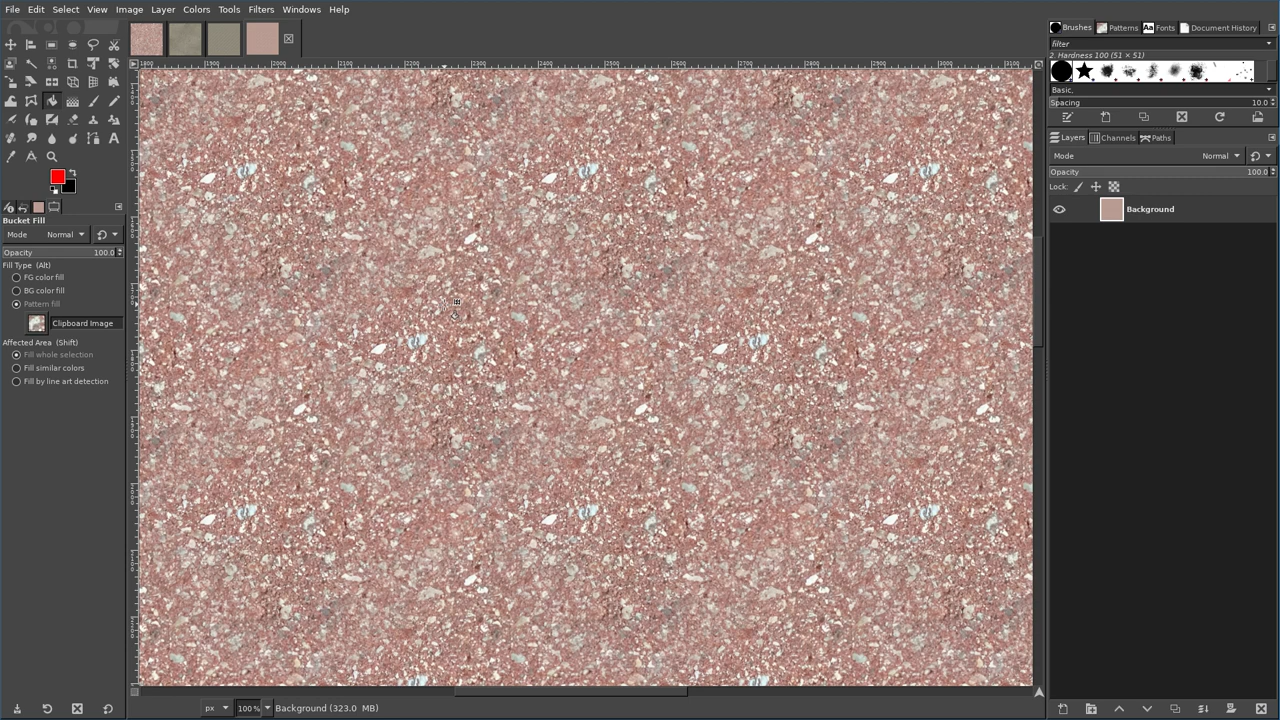 File Edit Select View Image Layer Colors Tools Filters Windows Help
Brushes Patterns Fonts Document History
filter
2. Hardness 100 (51 × 51)
Basic,
Spacing 10.0
Layers Channels Paths
Mode Normal
Opacity 100.0
Lock:
Background
Bucket Fill
Mode Normal
Opacity 100.0
Fill Type (Alt)
FG color fill
BG color fill
Pattern fill
Clipboard Image
Affected Area (Shift)
Fill whole selection
Fill similar colors
Fill by line art detection
px 100% Background (323.0 MB)